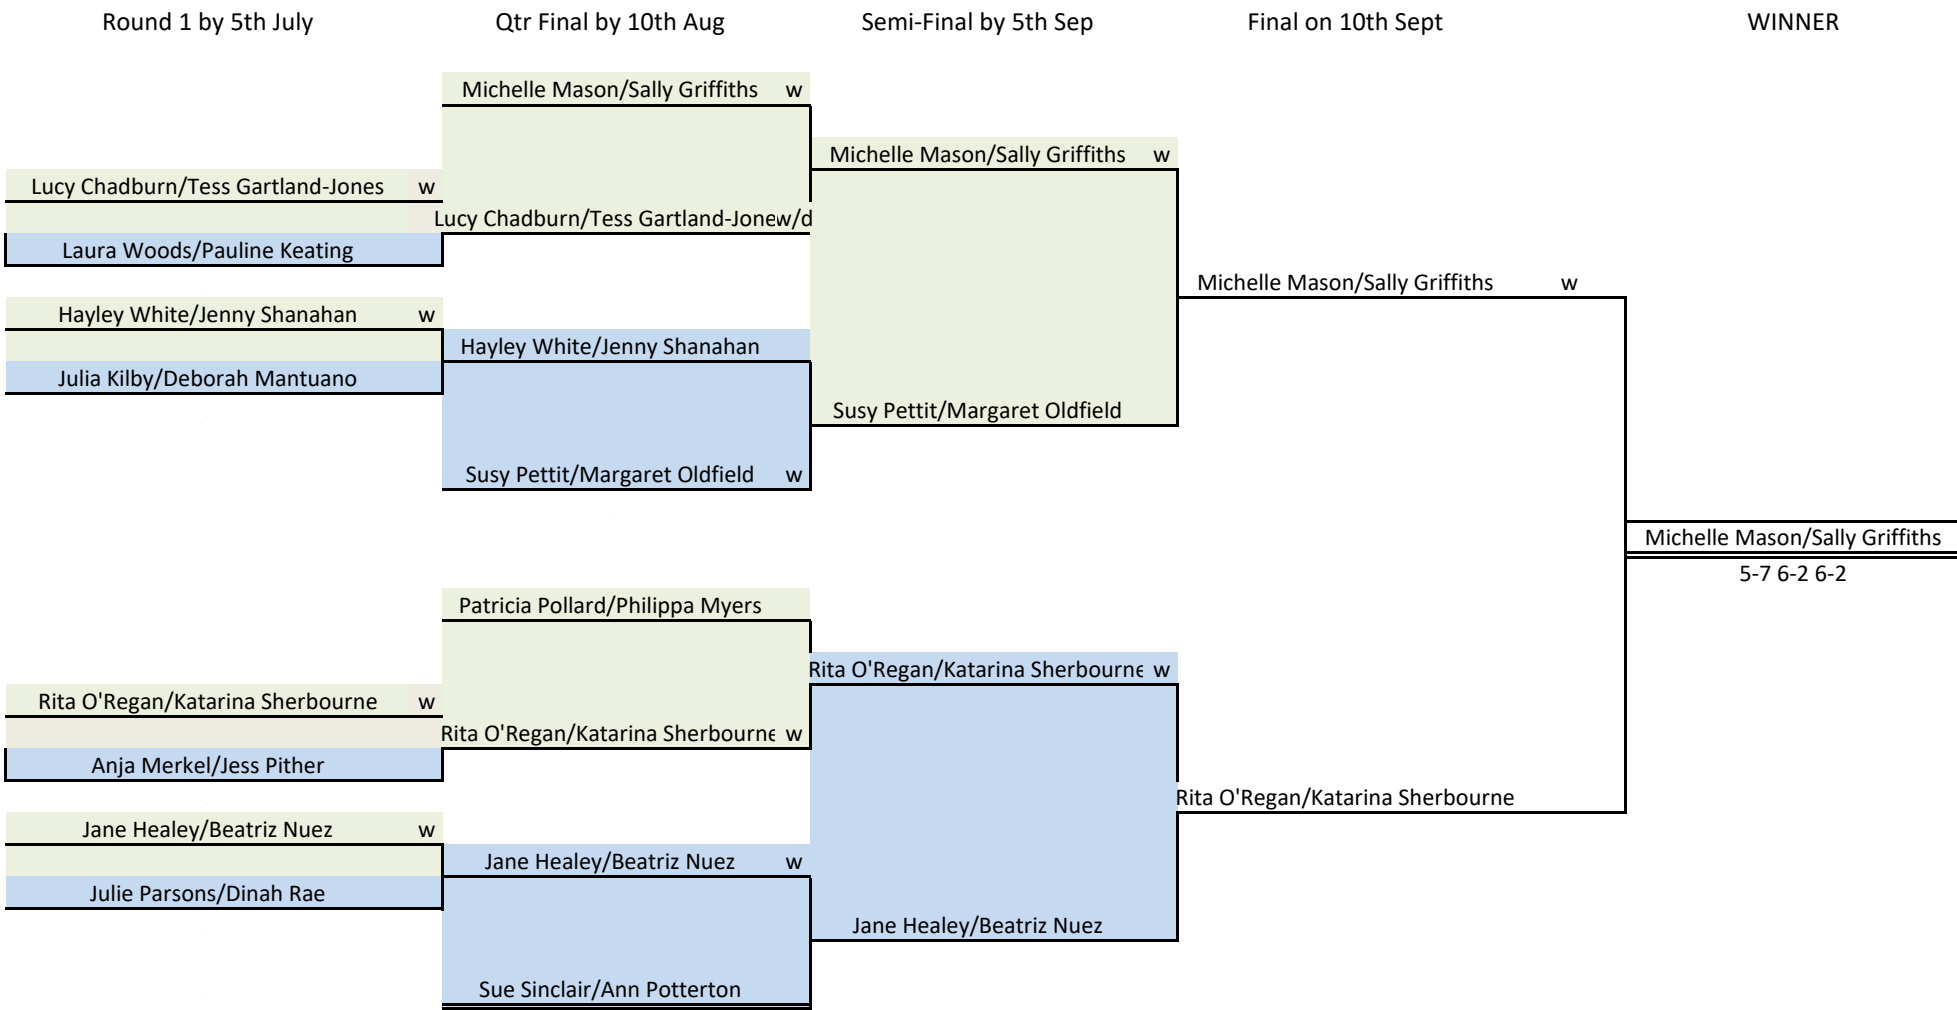 Round 1 by 5th July
Qtr Final by 10th Aug
Semi-Final by 5th Sep
Final on 10th Sept
WINNER
Michelle Mason/Sally Griffiths w
Michelle Mason/Sally Griffiths w
Lucy Chadburn/Tess Gartland-Jones w
Lucy Chadburn/Tess Gartland-Jone w/d
Laura Woods/Pauline Keating
Michelle Mason/Sally Griffiths w
Hayley White/Jenny Shanahan w
Hayley White/Jenny Shanahan
Julia Kilby/Deborah Mantuano
Susy Pettit/Margaret Oldfield
Susy Pettit/Margaret Oldfield w
Michelle Mason/Sally Griffiths
5-7 6-2 6-2
Patricia Pollard/Philippa Myers
Rita O'Regan/Katarina Sherbourne w
Rita O'Regan/Katarina Sherbourne w
Rita O'Regan/Katarina Sherbourne w
Anja Merkel/Jess Pither
Rita O'Regan/Katarina Sherbourne
Jane Healey/Beatriz Nuez w
Jane Healey/Beatriz Nuez w
Julie Parsons/Dinah Rae
Jane Healey/Beatriz Nuez
Sue Sinclair/Ann Potterton